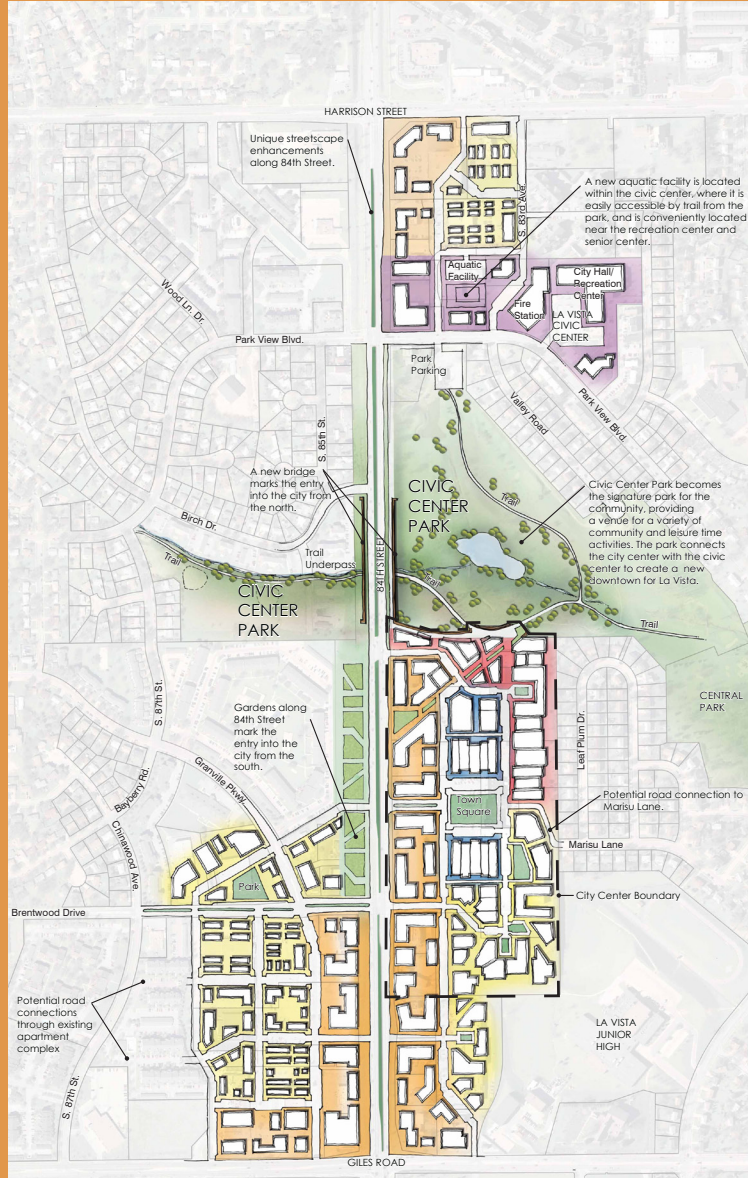 HARRISON STREET
Unique streetscape
enhancements
along 84th Street.
S. 83rd Ave.
A new aquatic facility is located
within the civic center, where it is
easily accessible by trail from the
park, and is conveniently located
near the recreation center and
senior center.
Aquatic
Facility
City Hall/
Recreation
Center
Fire
Station
LA VISTA
CIVIC
CENTER
Wood Ln. Dr.
Park View Blvd.
Park
Parking
Valley Road
Park View Blvd.
S. 85th St.
A new bridge
marks the entry
into the city from
the north.
CIVIC
CENTER
PARK
Trail
Civic Center Park becomes
the signature park for the
community, providing
a venue for a variety of
community and leisure time
activities. The park connects
the city center with the civic
center to create a new
downtown for La Vista.
Birch Dr.
Trail
Trail
Underpass
84TH STREET
Trail
CIVIC
CENTER
PARK
Trail
S. 87th St.
CENTRAL
PARK
Gardens along
84th Street
mark the
entry into the
city from the
south.
Leaf Plum Dr.
Bayberry Rd.
Granville Pkwy.
Town
Square
Potential road connection to
Marisu Lane.
Chinawood Ave
Marisu Lane
Park
City Center Boundary
Brentwood Drive
Potential road
connections
through existing
apartment
complex
LA VISTA
JUNIOR
HIGH
S. 87th St.
GILES ROAD